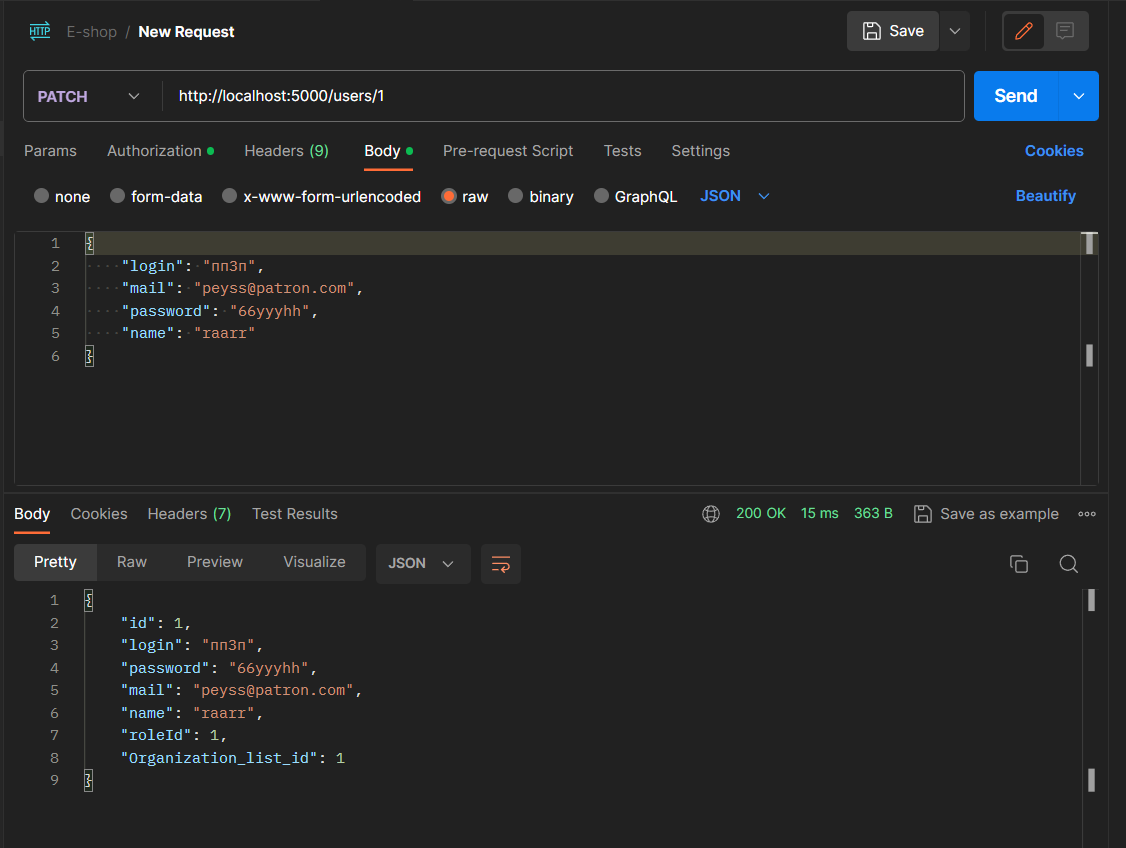 HTTP E-shop / New Request Save
PATCH http://localhost:5000/users/1 Send
Params Authorization Headers (9) Body Pre-request Script Tests Settings Cookies
none form-data x-www-form-urlencoded raw binary GraphQL JSON Beautify
1 {
2 "login": "пп3п",
3 "mail": "peyss@patron.com",
4 "password": "66yyyhh",
5 "name": "raarr"
6 }
Body Cookies Headers (7) Test Results 200 OK 15 ms 363 B Save as example
Pretty Raw Preview Visualize JSON
1 {
2 "id": 1,
3 "login": "пп3п",
4 "password": "66yyyhh",
5 "mail": "peyss@patron.com",
6 "name": "raarr",
7 "roleId": 1,
8 "Organization_list_id": 1
9 }